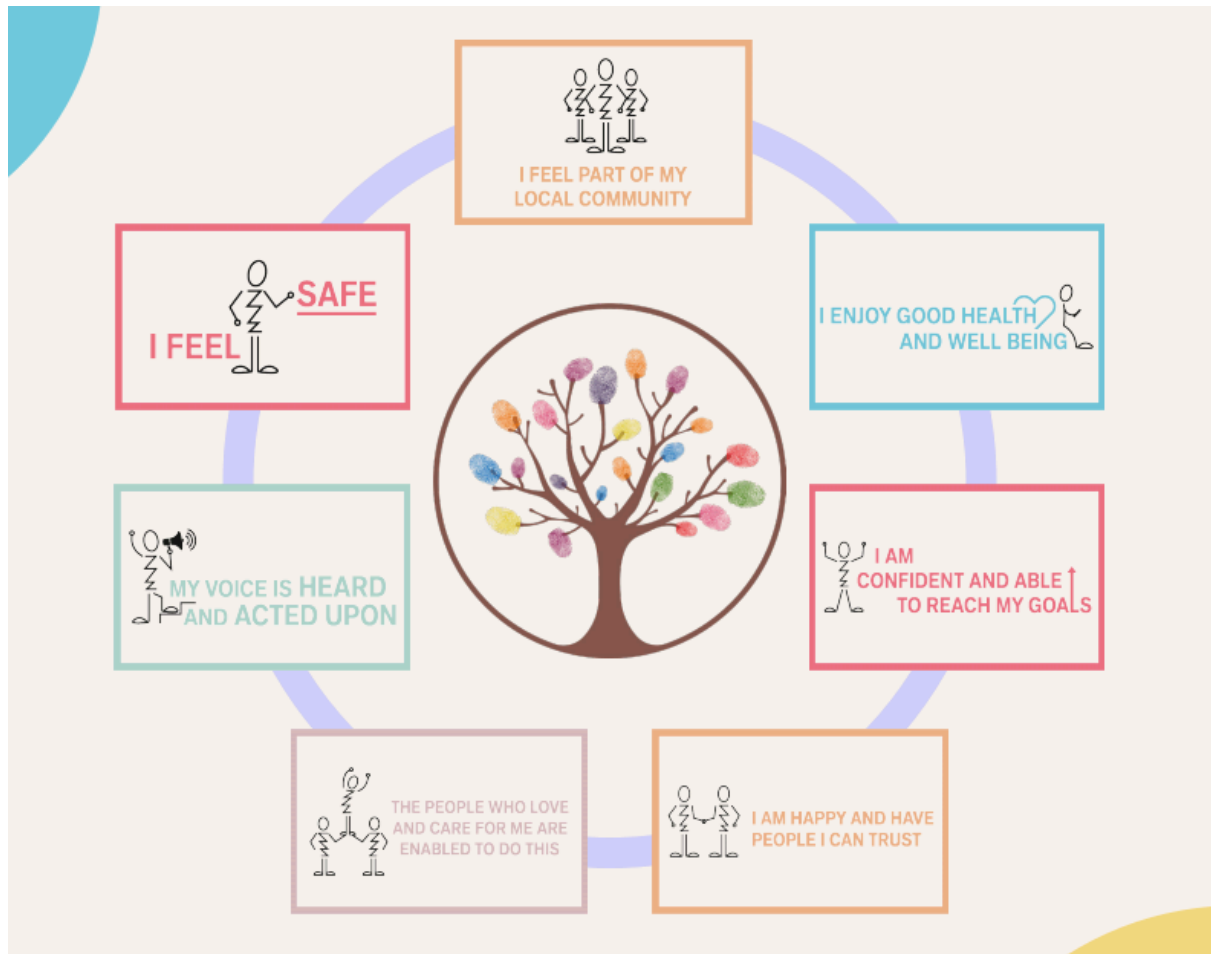 I FEEL PART OF MY
LOCAL COMMUNITY
I ENJOY GOOD HEALTH
AND WELL BEING
I AM
CONFIDENT AND ABLE
TO REACH MY GOALS
I AM HAPPY AND HAVE
PEOPLE I CAN TRUST
THE PEOPLE WHO LOVE
AND CARE FOR ME ARE
ENABLED TO DO THIS
MY VOICE IS HEARD
AND ACTED UPON
I FEEL
SAFE